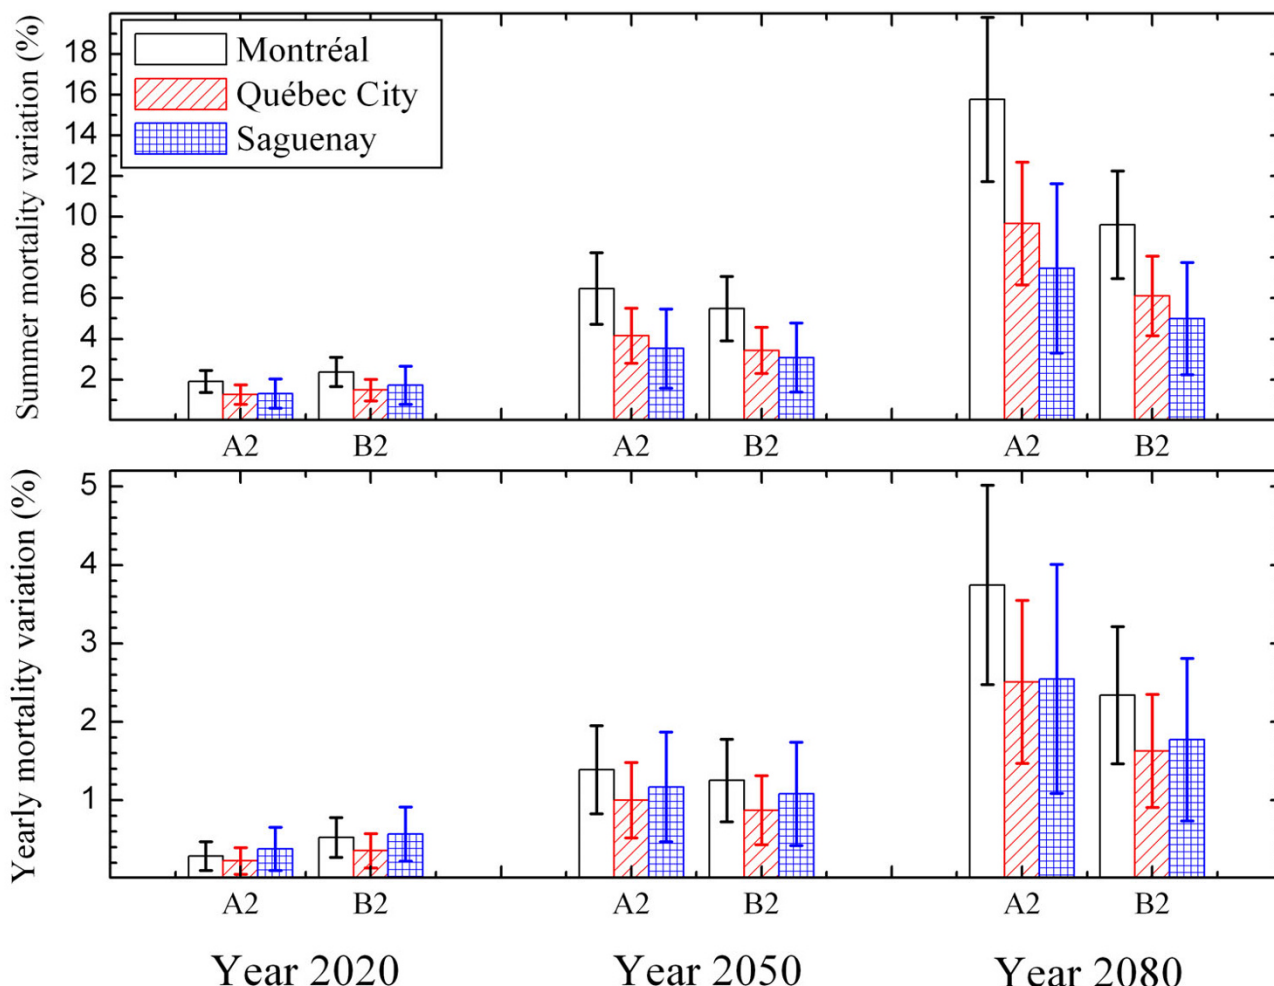 Summer mortality variation (%)
18
16
14
12
10
8
6
4
2
Montréal
Québec City
Saguenay
A2
B2
A2
B2
A2
B2
Yearly mortality variation (%)
5
4
3
2
1
A2
B2
A2
B2
A2
B2
Year 2020
Year 2050
Year 2080